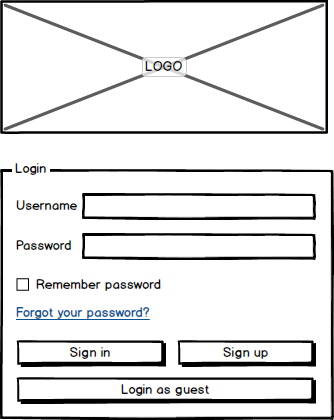 LOGO
Login
Username
Password
Remember password
Forgot your password?
Sign in
Sign up
Login as guest